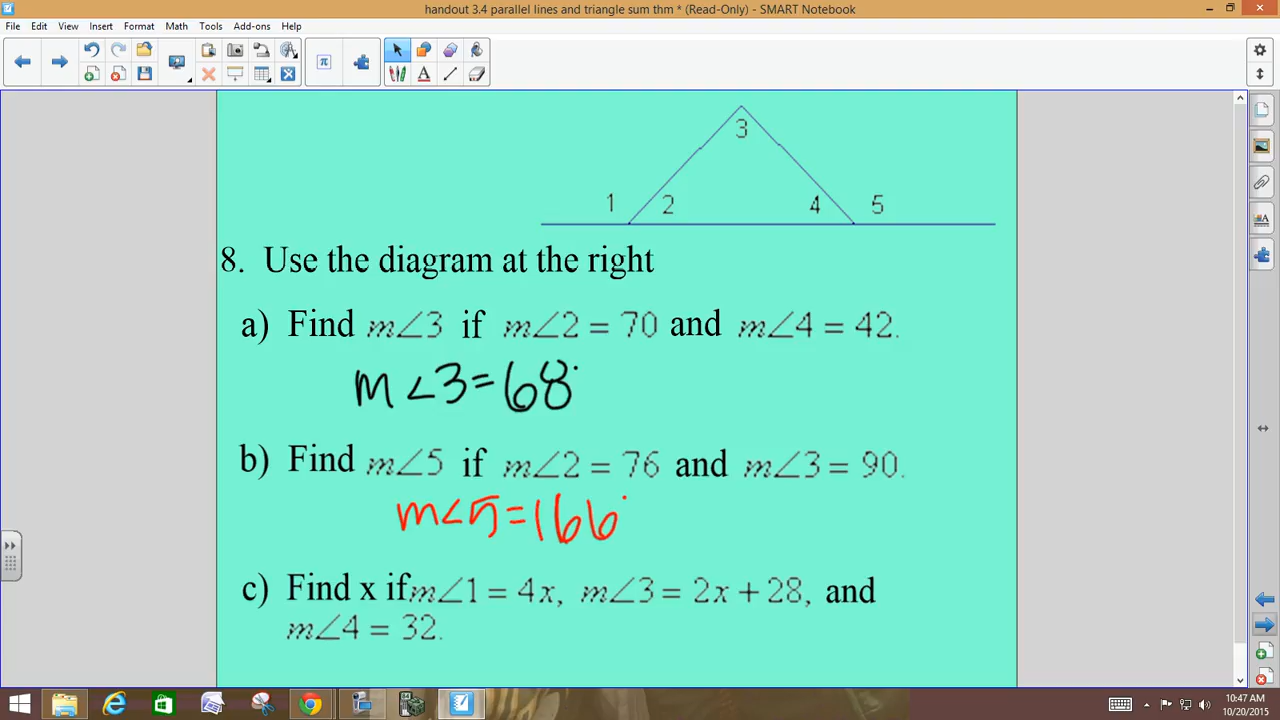 handout 3.4 parallel lines and triangle sum thm * (Read-Only) - SMART Notebook
File Edit View Insert Format Math Tools Add-ons Help
π
A
3
1 2 4 5
8. Use the diagram at the right
a) Find m∠3 if m∠2 = 70 and m∠4 = 42.
m∠3=68°
b) Find m∠5 if m∠2 = 76 and m∠3 = 90.
m∠5=166°
c) Find x if m∠1 = 4x, m∠3 = 2x + 28, and
m∠4 = 32.
10:47 AM
10/20/2015